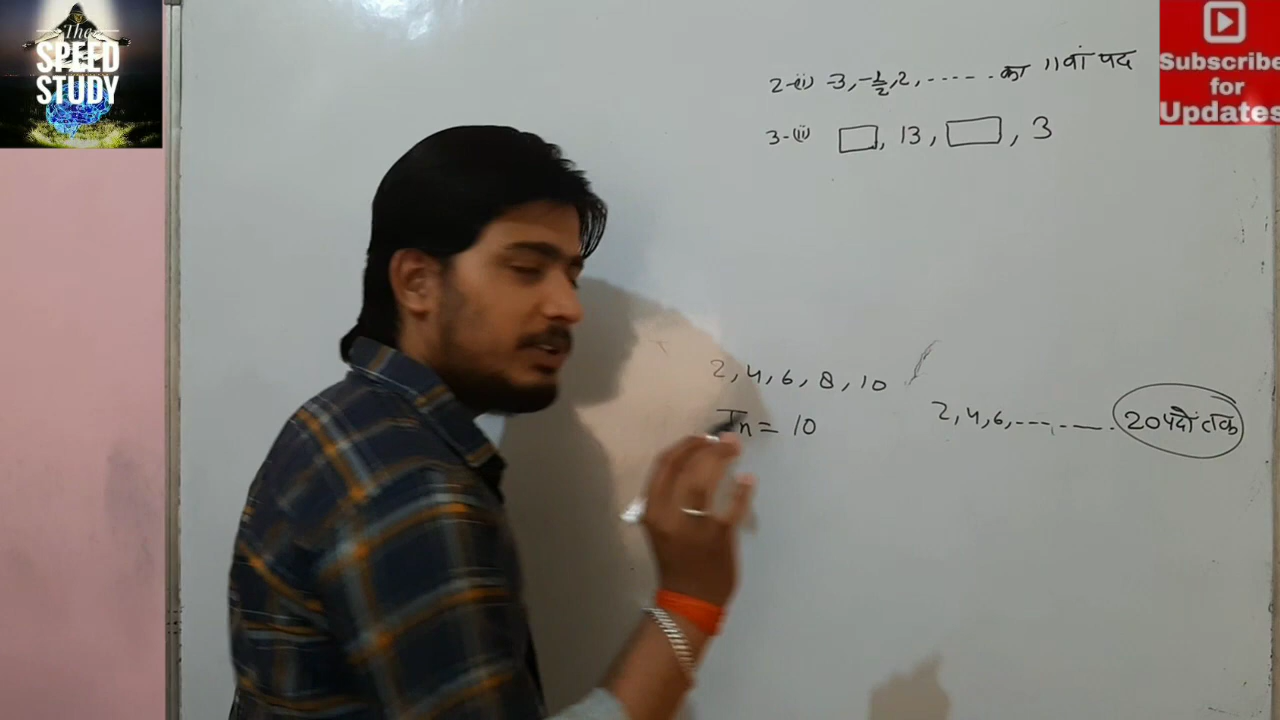 The
SPEED
STUDY
Subscribe
for
Updates
2-(ii) -3, -1/2, 2, ------ का 11वां पद
3-(ii) □, 13, □, 3
2, 4, 6, 8, 10
Tn = 10
2, 4, 6, ---, --- . 20 पदों तक